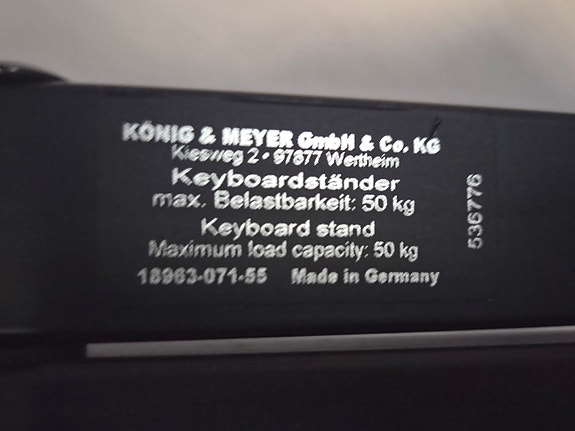 KÖNIG & MEYER GmbH & Co. KG
Kiesweg 2 • 97877 Wertheim
Keyboardständer
max. Belastbarkeit: 50 kg
Keyboard stand
Maximum load capacity: 50 kg
18963-071-55 Made in Germany
536776